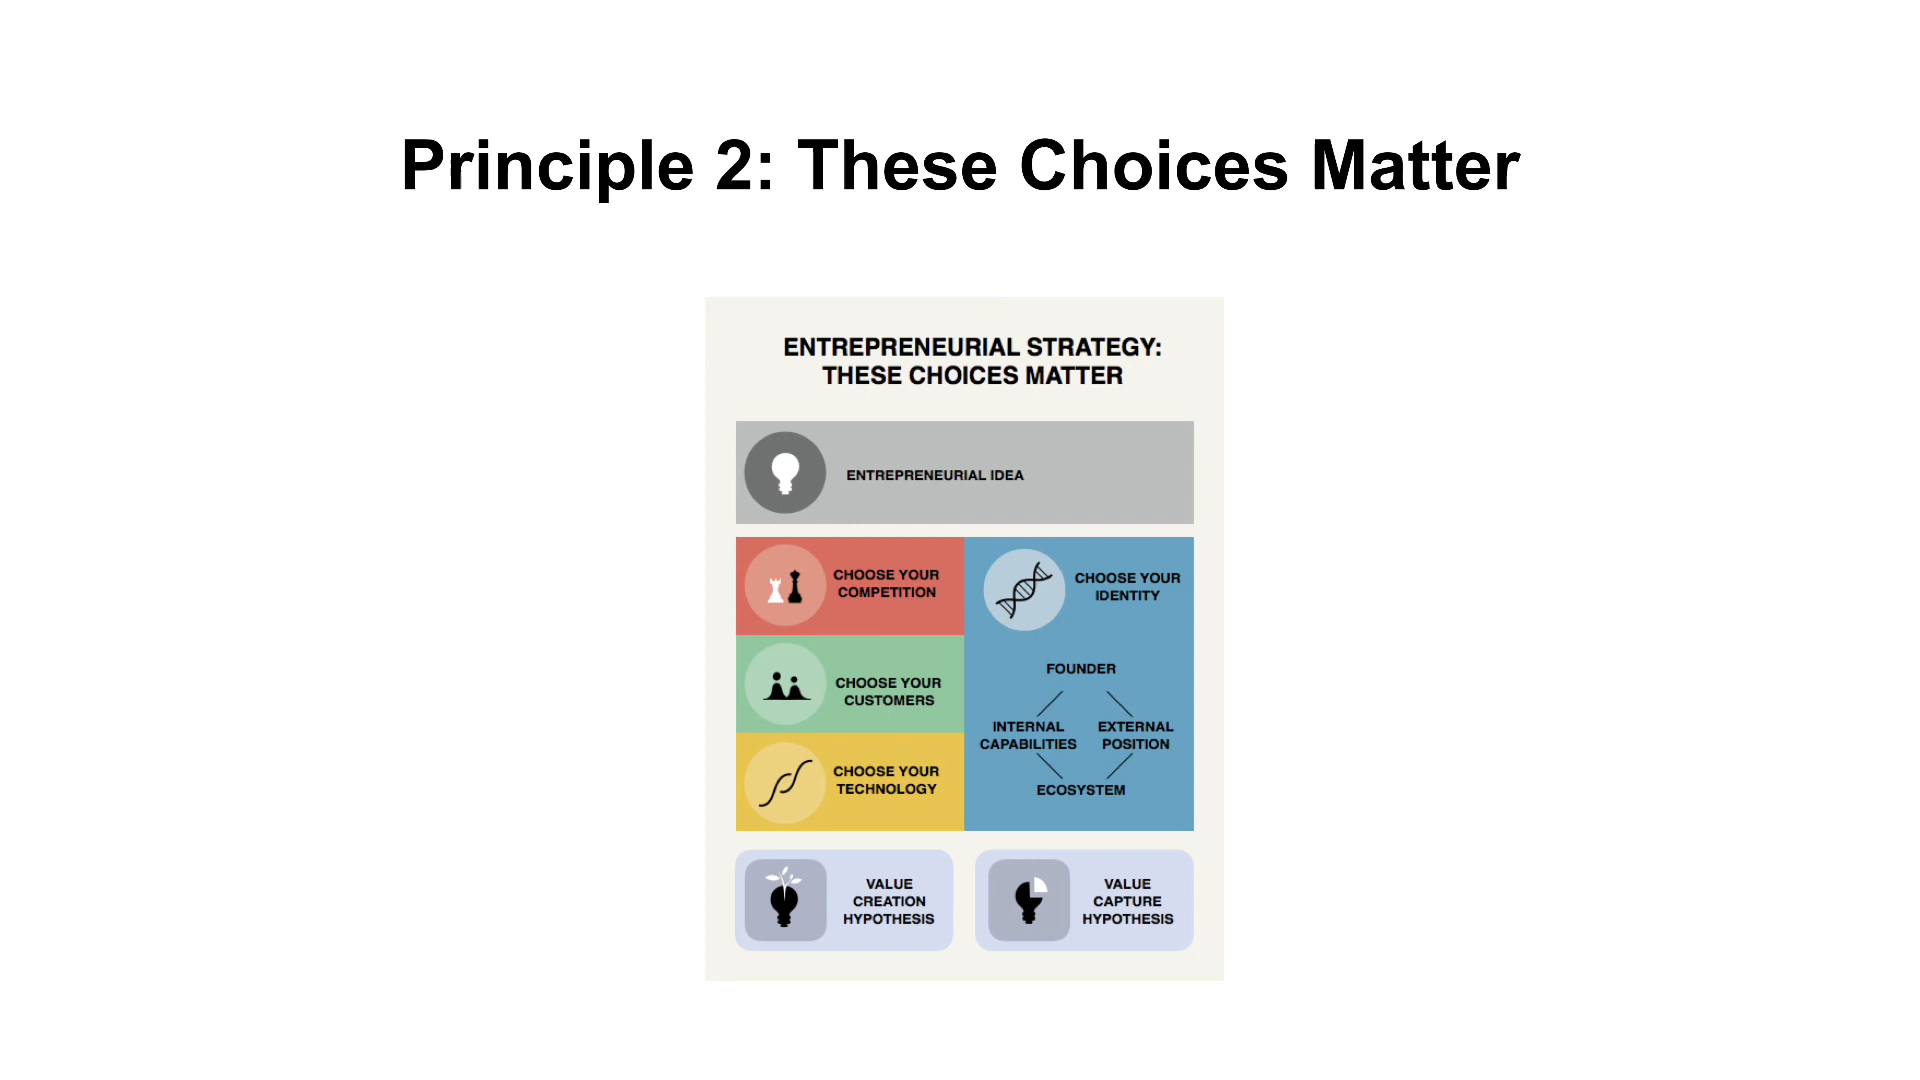 Principle 2: These Choices Matter
ENTREPRENEURIAL STRATEGY:
THESE CHOICES MATTER
ENTREPRENEURIAL IDEA
CHOOSE YOUR
COMPETITION
CHOOSE YOUR
CUSTOMERS
CHOOSE YOUR
TECHNOLOGY
CHOOSE YOUR
IDENTITY
FOUNDER
INTERNAL
CAPABILITIES
EXTERNAL
POSITION
ECOSYSTEM
VALUE
CREATION
HYPOTHESIS
VALUE
CAPTURE
HYPOTHESIS